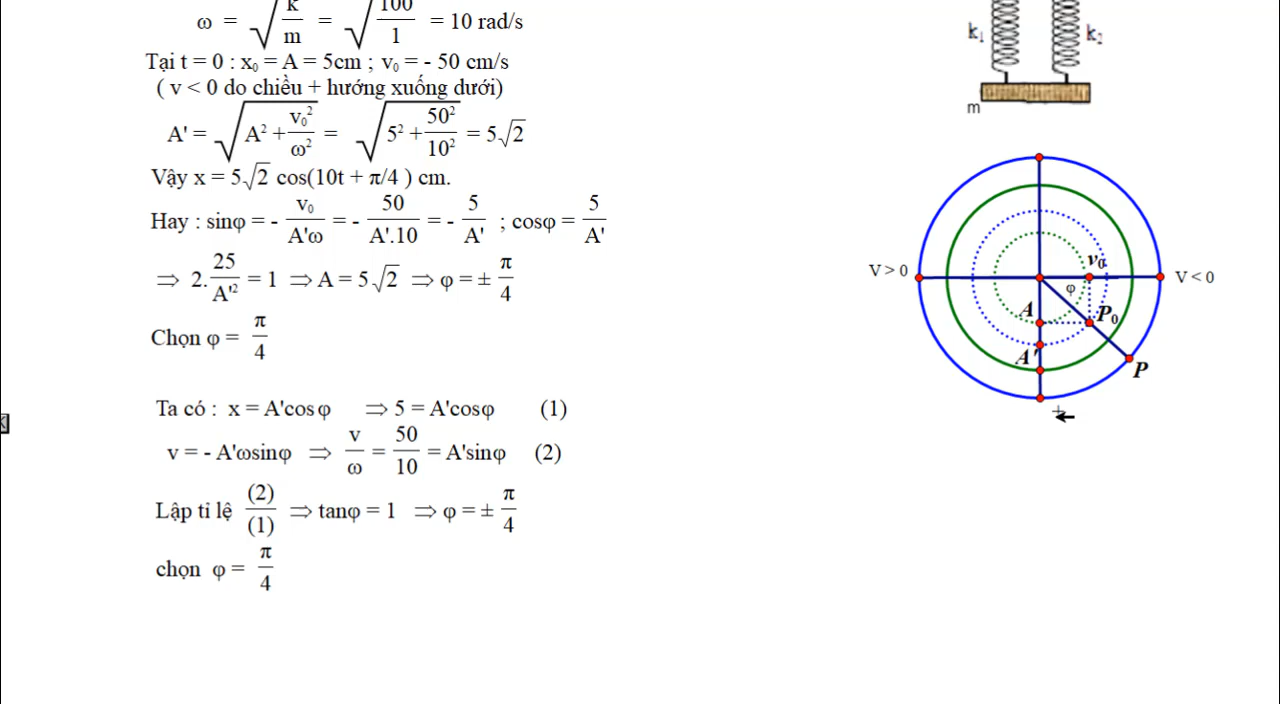 ω = √(k/m) = √(100/1) = 10 rad/s
Tại t = 0 : x₀ = A = 5cm ; v₀ = - 50 cm/s
( v < 0 do chiều + hướng xuống dưới)
A' = √(A² + v₀²/ω²) = √(5² + 50²/10²) = 5√2
Vậy x = 5√2 cos(10t + π/4 ) cm.
Hay : sinφ = - v₀/A'ω = - 50/A'.10 = - 5/A' ; cosφ = 5/A'
⇒ 2. 25/A'² = 1 ⇒ A = 5√2 ⇒ φ = ± π/4
Chọn φ = π/4
Ta có : x = A'cosφ ⇒ 5 = A'cosφ (1)
v = - A'ωsinφ ⇒ v/ω = 50/10 = A'sinφ (2)
Lập tỉ lệ (2)/(1) ⇒ tanφ = 1 ⇒ φ = ± π/4
chọn φ = π/4
k₁ k₂
m
V > 0
v₀
V < 0
φ
A
P₀
A'
P
+